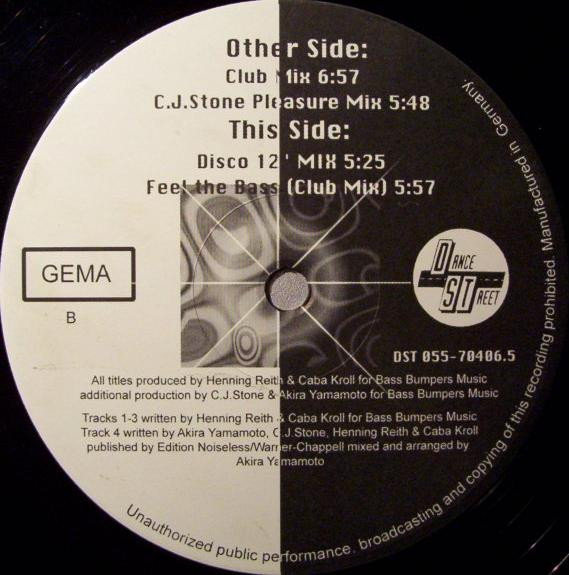 Other Side:
Club Mix 6:57
C.J.Stone Pleasure Mix 5:48
This Side:
Disco 12' MIX 5:25
Feel the Bass (Club Mix) 5:57
GEMA
B
DANCE
STREET
DST 055-70406.5
All titles produced by Henning Reith & Caba Kroll for Bass Bumpers Music
additional production by C.J.Stone & Akira Yamamoto for Bass Bumpers Music
Tracks 1-3 written by Henning Reith & Caba Kroll for Bass Bumpers Music
Track 4 written by Akira Yamamoto, C.J.Stone, Henning Reith & Caba Kroll
published by Edition Noiseless/Warner-Chappell mixed and arranged by
Akira Yamamoto
Unauthorized public performance, broadcasting and copying of this recording prohibited. Manufactured in Germany.